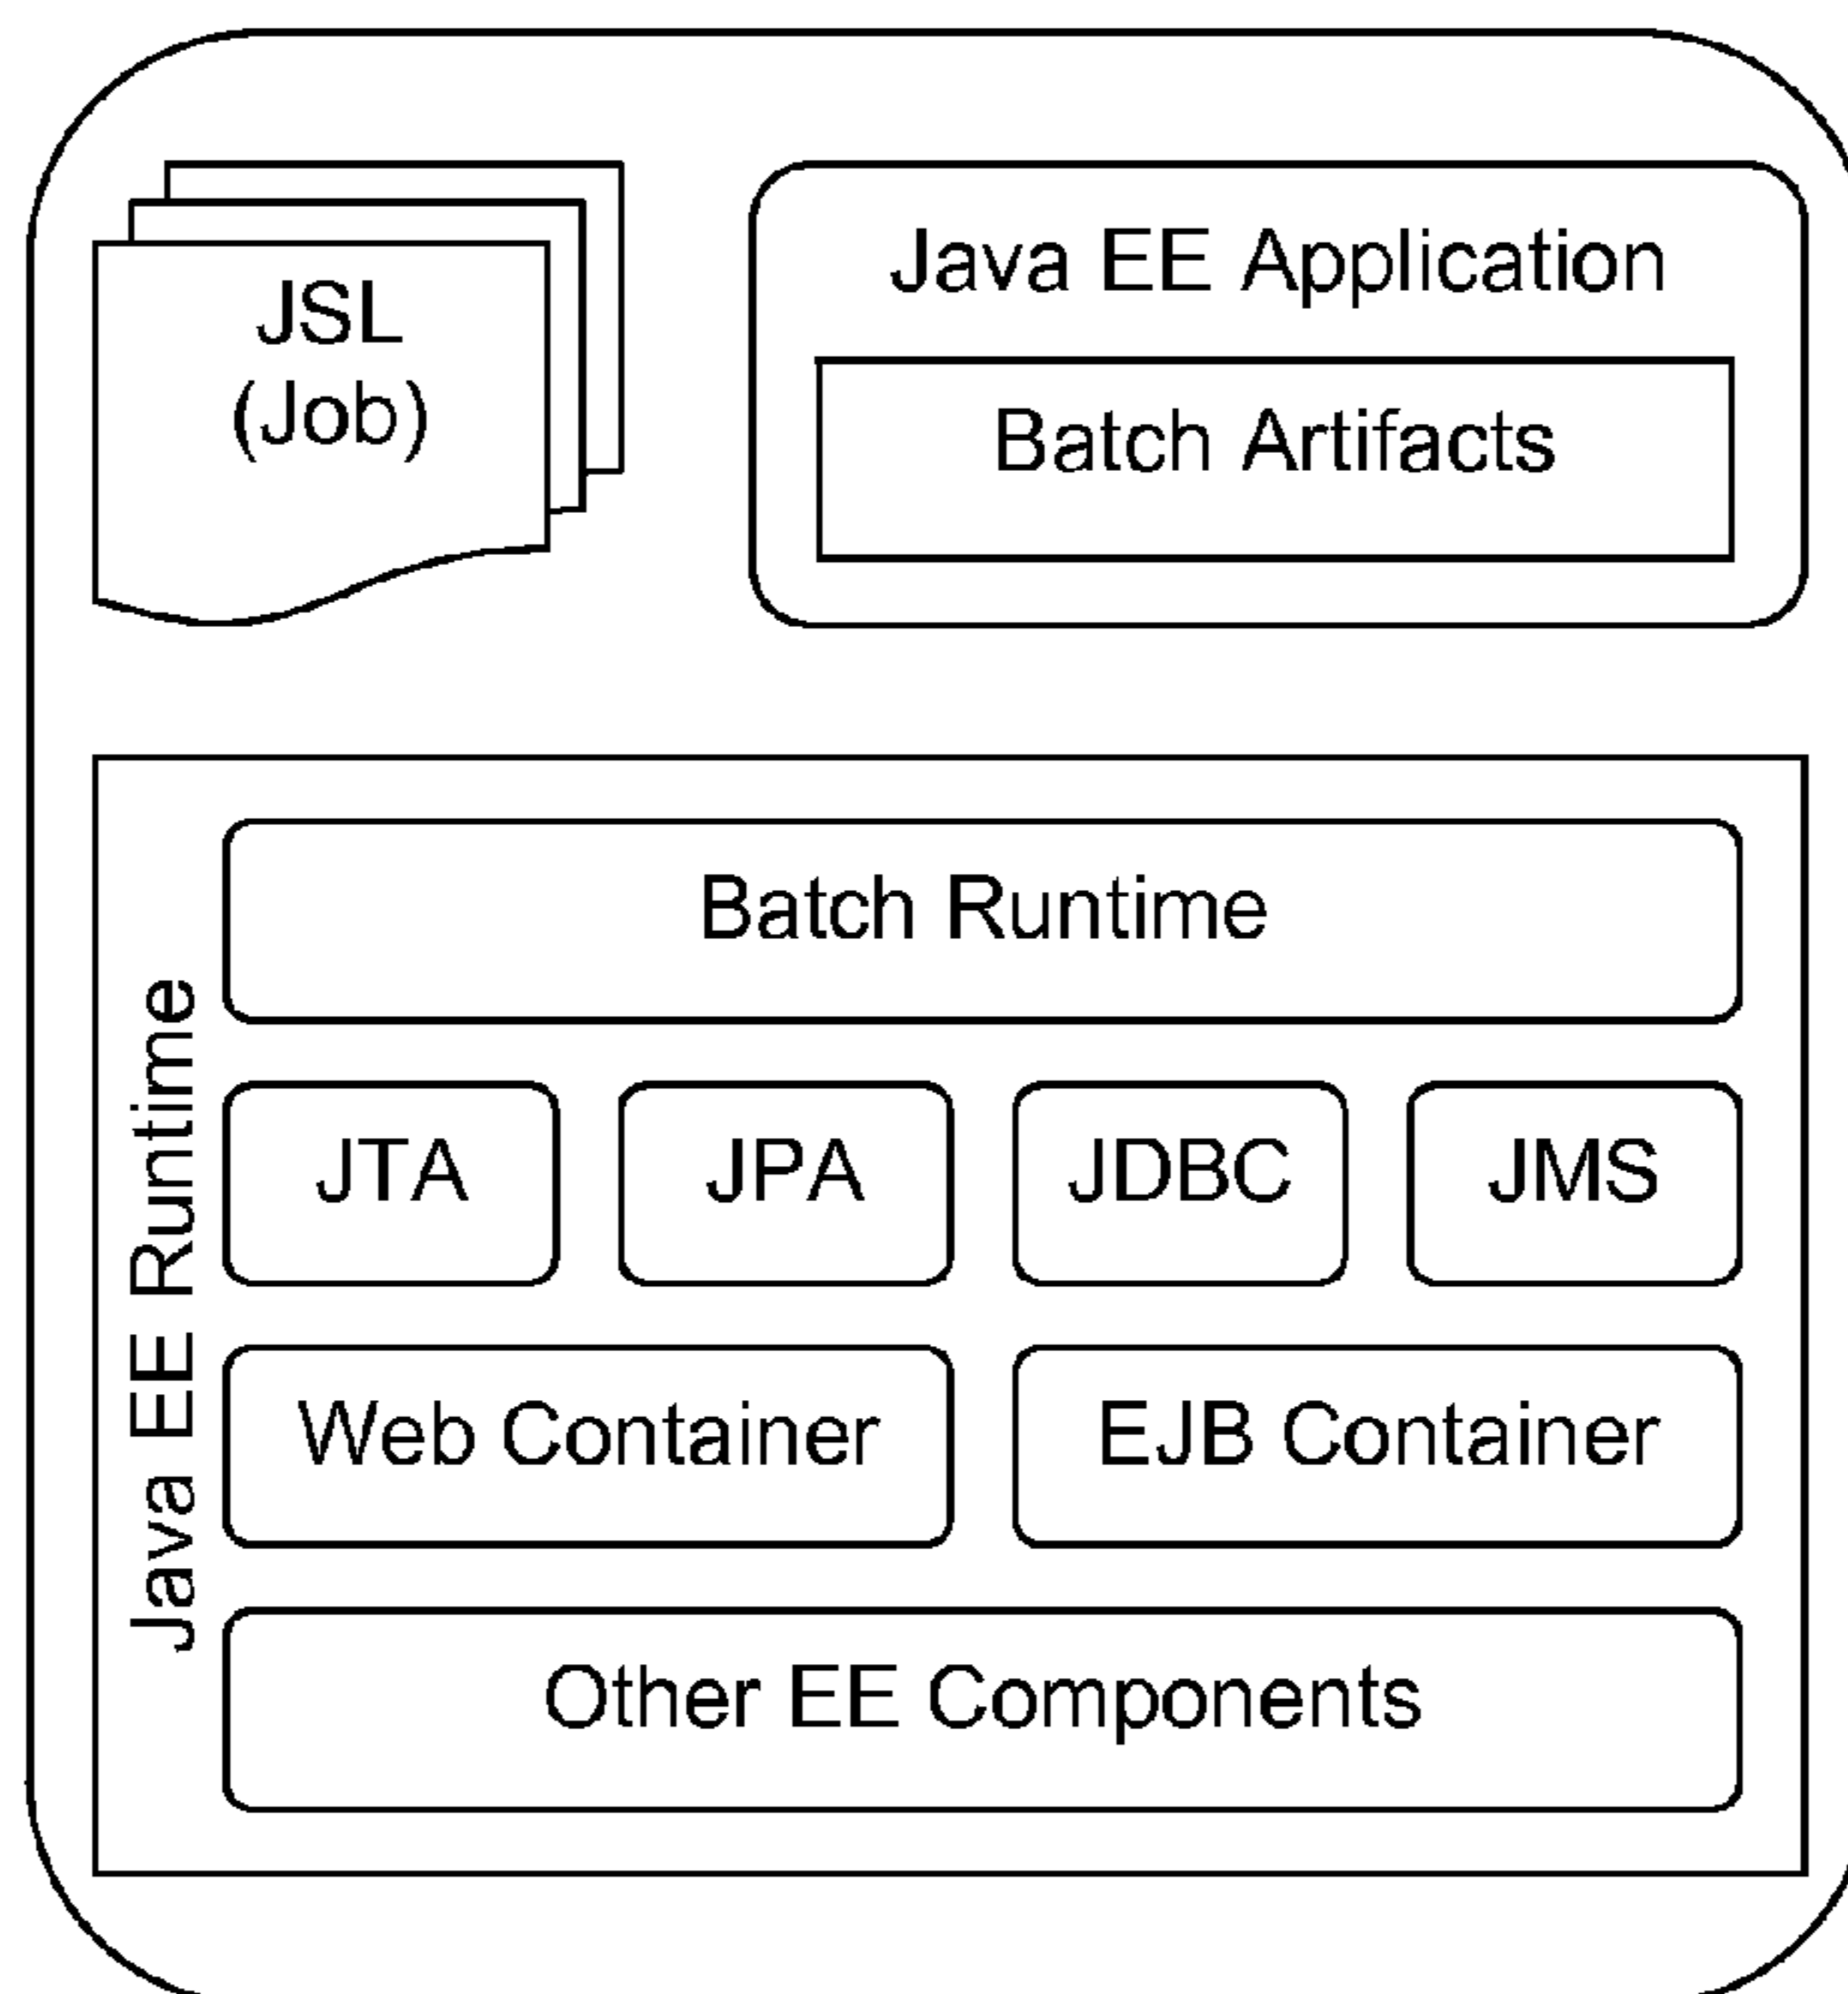 JSL
(Job)
Java EE Application
Batch Artifacts
Java EE Runtime
Batch Runtime
JTA
JPA
JDBC
JMS
Web Container
EJB Container
Other EE Components